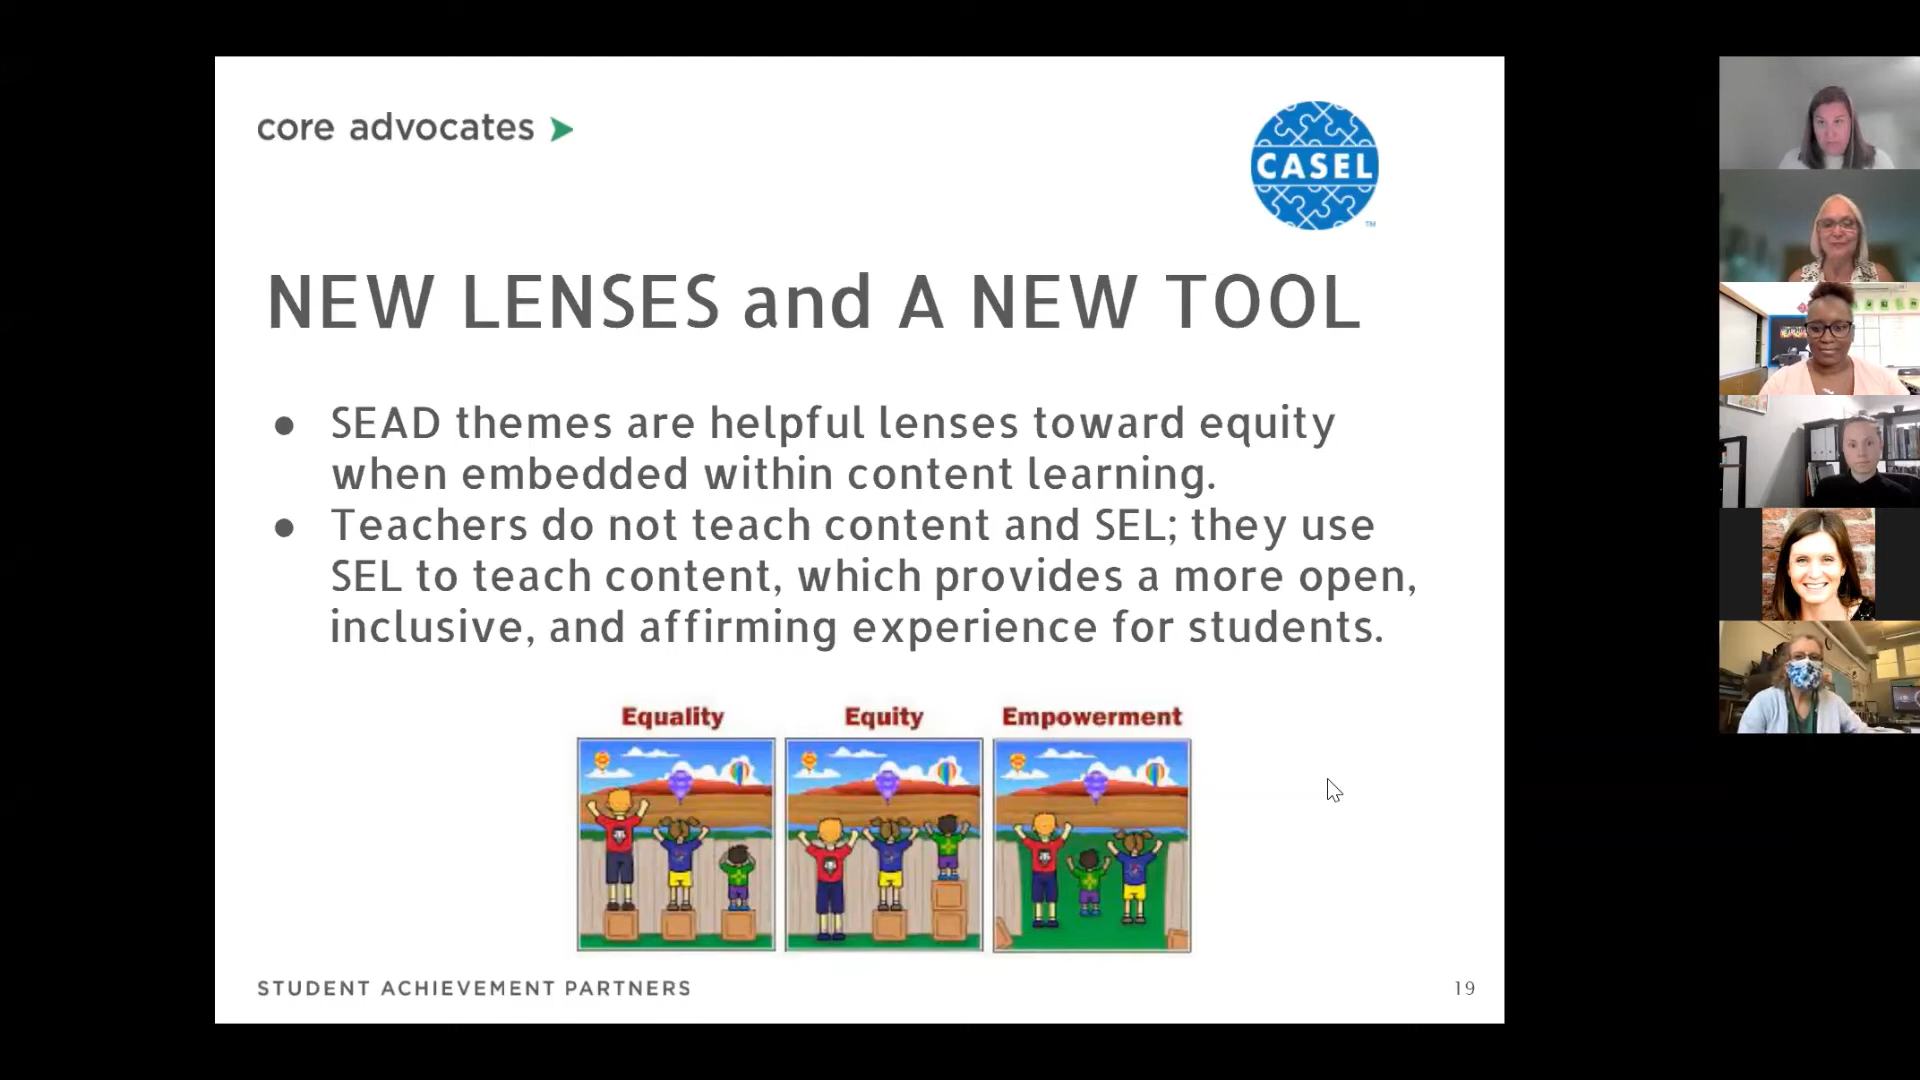 core advocates
CASEL
TM
NEW LENSES and A NEW TOOL
● SEAD themes are helpful lenses toward equity
when embedded within content learning.
● Teachers do not teach content and SEL; they use
SEL to teach content, which provides a more open,
inclusive, and affirming experience for students.
Equality
Equity
Empowerment
STUDENT ACHIEVEMENT PARTNERS
19